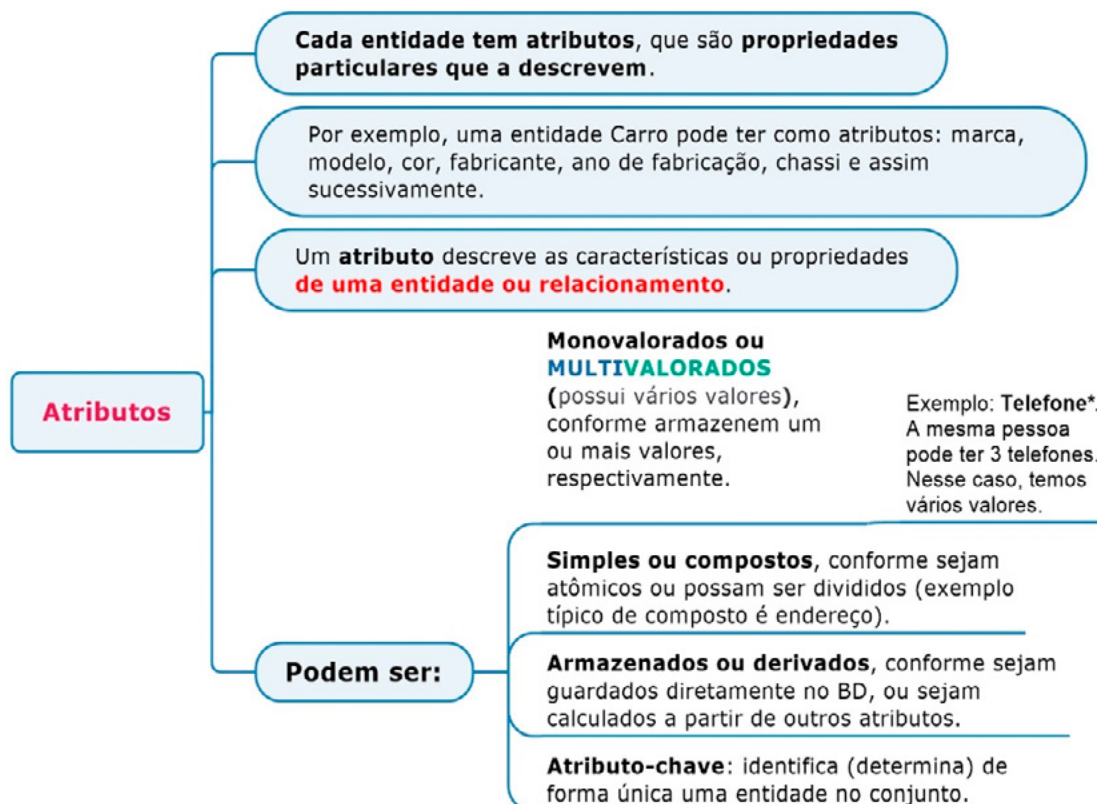 Cada entidade tem atributos, que são propriedades
particulares que a descrevem.
Por exemplo, uma entidade Carro pode ter como atributos: marca,
modelo, cor, fabricante, ano de fabricação, chassi e assim
sucessivamente.
Um atributo descreve as características ou propriedades
de uma entidade ou relacionamento.
Atributos
Monovalorados ou
MULTIVALORADOS
(possui vários valores),
conforme armazenem um
ou mais valores,
respectivamente.
Exemplo: Telefone*.
A mesma pessoa
pode ter 3 telefones.
Nesse caso, temos
vários valores.
Podem ser:
Simples ou compostos, conforme sejam
atômicos ou possam ser divididos (exemplo
típico de composto é endereço).
Armazenados ou derivados, conforme sejam
guardados diretamente no BD, ou sejam
calculados a partir de outros atributos.
Atributo-chave: identifica (determina) de
forma única uma entidade no conjunto.